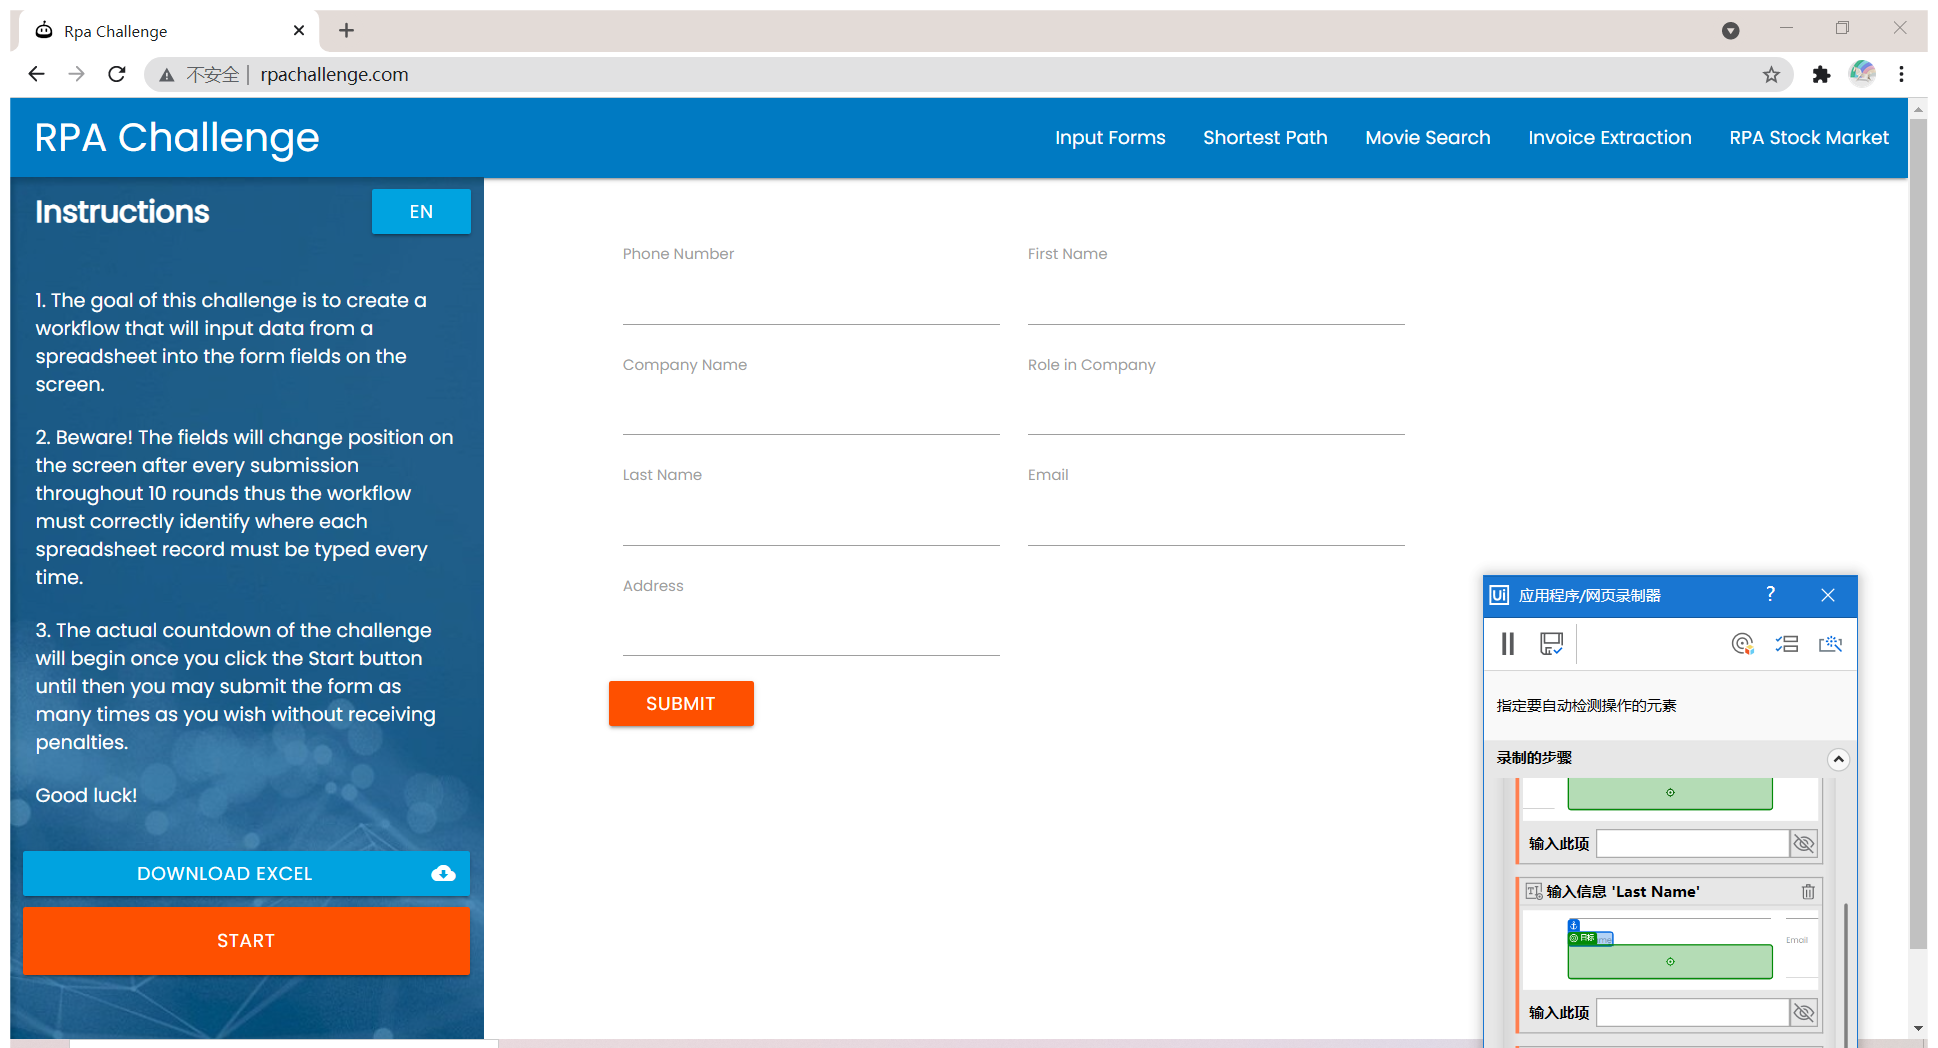 Rpa Challenge
不安全 | rpachallenge.com
RPA Challenge
Input Forms
Shortest Path
Movie Search
Invoice Extraction
RPA Stock Market
Instructions
EN
1. The goal of this challenge is to create a
workflow that will input data from a
spreadsheet into the form fields on the
screen.
2. Beware! The fields will change position on
the screen after every submission
throughout 10 rounds thus the workflow
must correctly identify where each
spreadsheet record must be typed every
time.
3. The actual countdown of the challenge
will begin once you click the Start button
until then you may submit the form as
many times as you wish without receiving
penalties.
Good luck!
DOWNLOAD EXCEL
START
Phone Number
First Name
Company Name
Role in Company
Last Name
Email
Address
SUBMIT
Ui 应用程序/网页录制器 ?
指定要自动检测操作的元素
录制的步骤
输入此项
输入信息 'Last Name'
目标
Email
输入此项